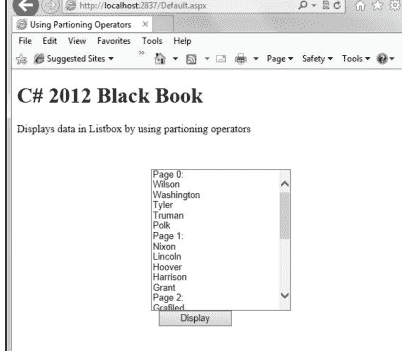 http://localhost:2837/Default.aspx
Using Partioning Operators ×
File Edit View Favorites Tools Help
Suggested Sites Page Safety Tools
C# 2012 Black Book
Displays data in Listbox by using partioning operators
Page 0:
Wilson
Washington
Tyler
Truman
Polk
Page 1:
Nixon
Lincoln
Hoover
Harrison
Grant
Page 2:
Display